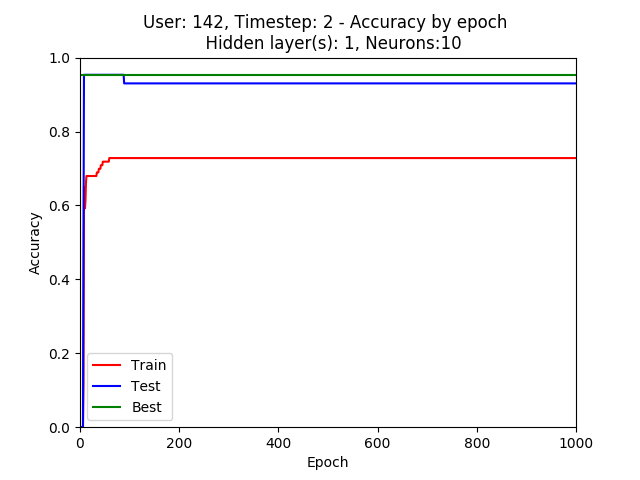 User: 142, Timestep: 2 - Accuracy by epoch
Hidden layer(s): 1, Neurons:10
1.0
0.8
0.6
0.4
0.2
0.0
Accuracy
Train
Test
Best
0 200 400 600 800 1000
Epoch